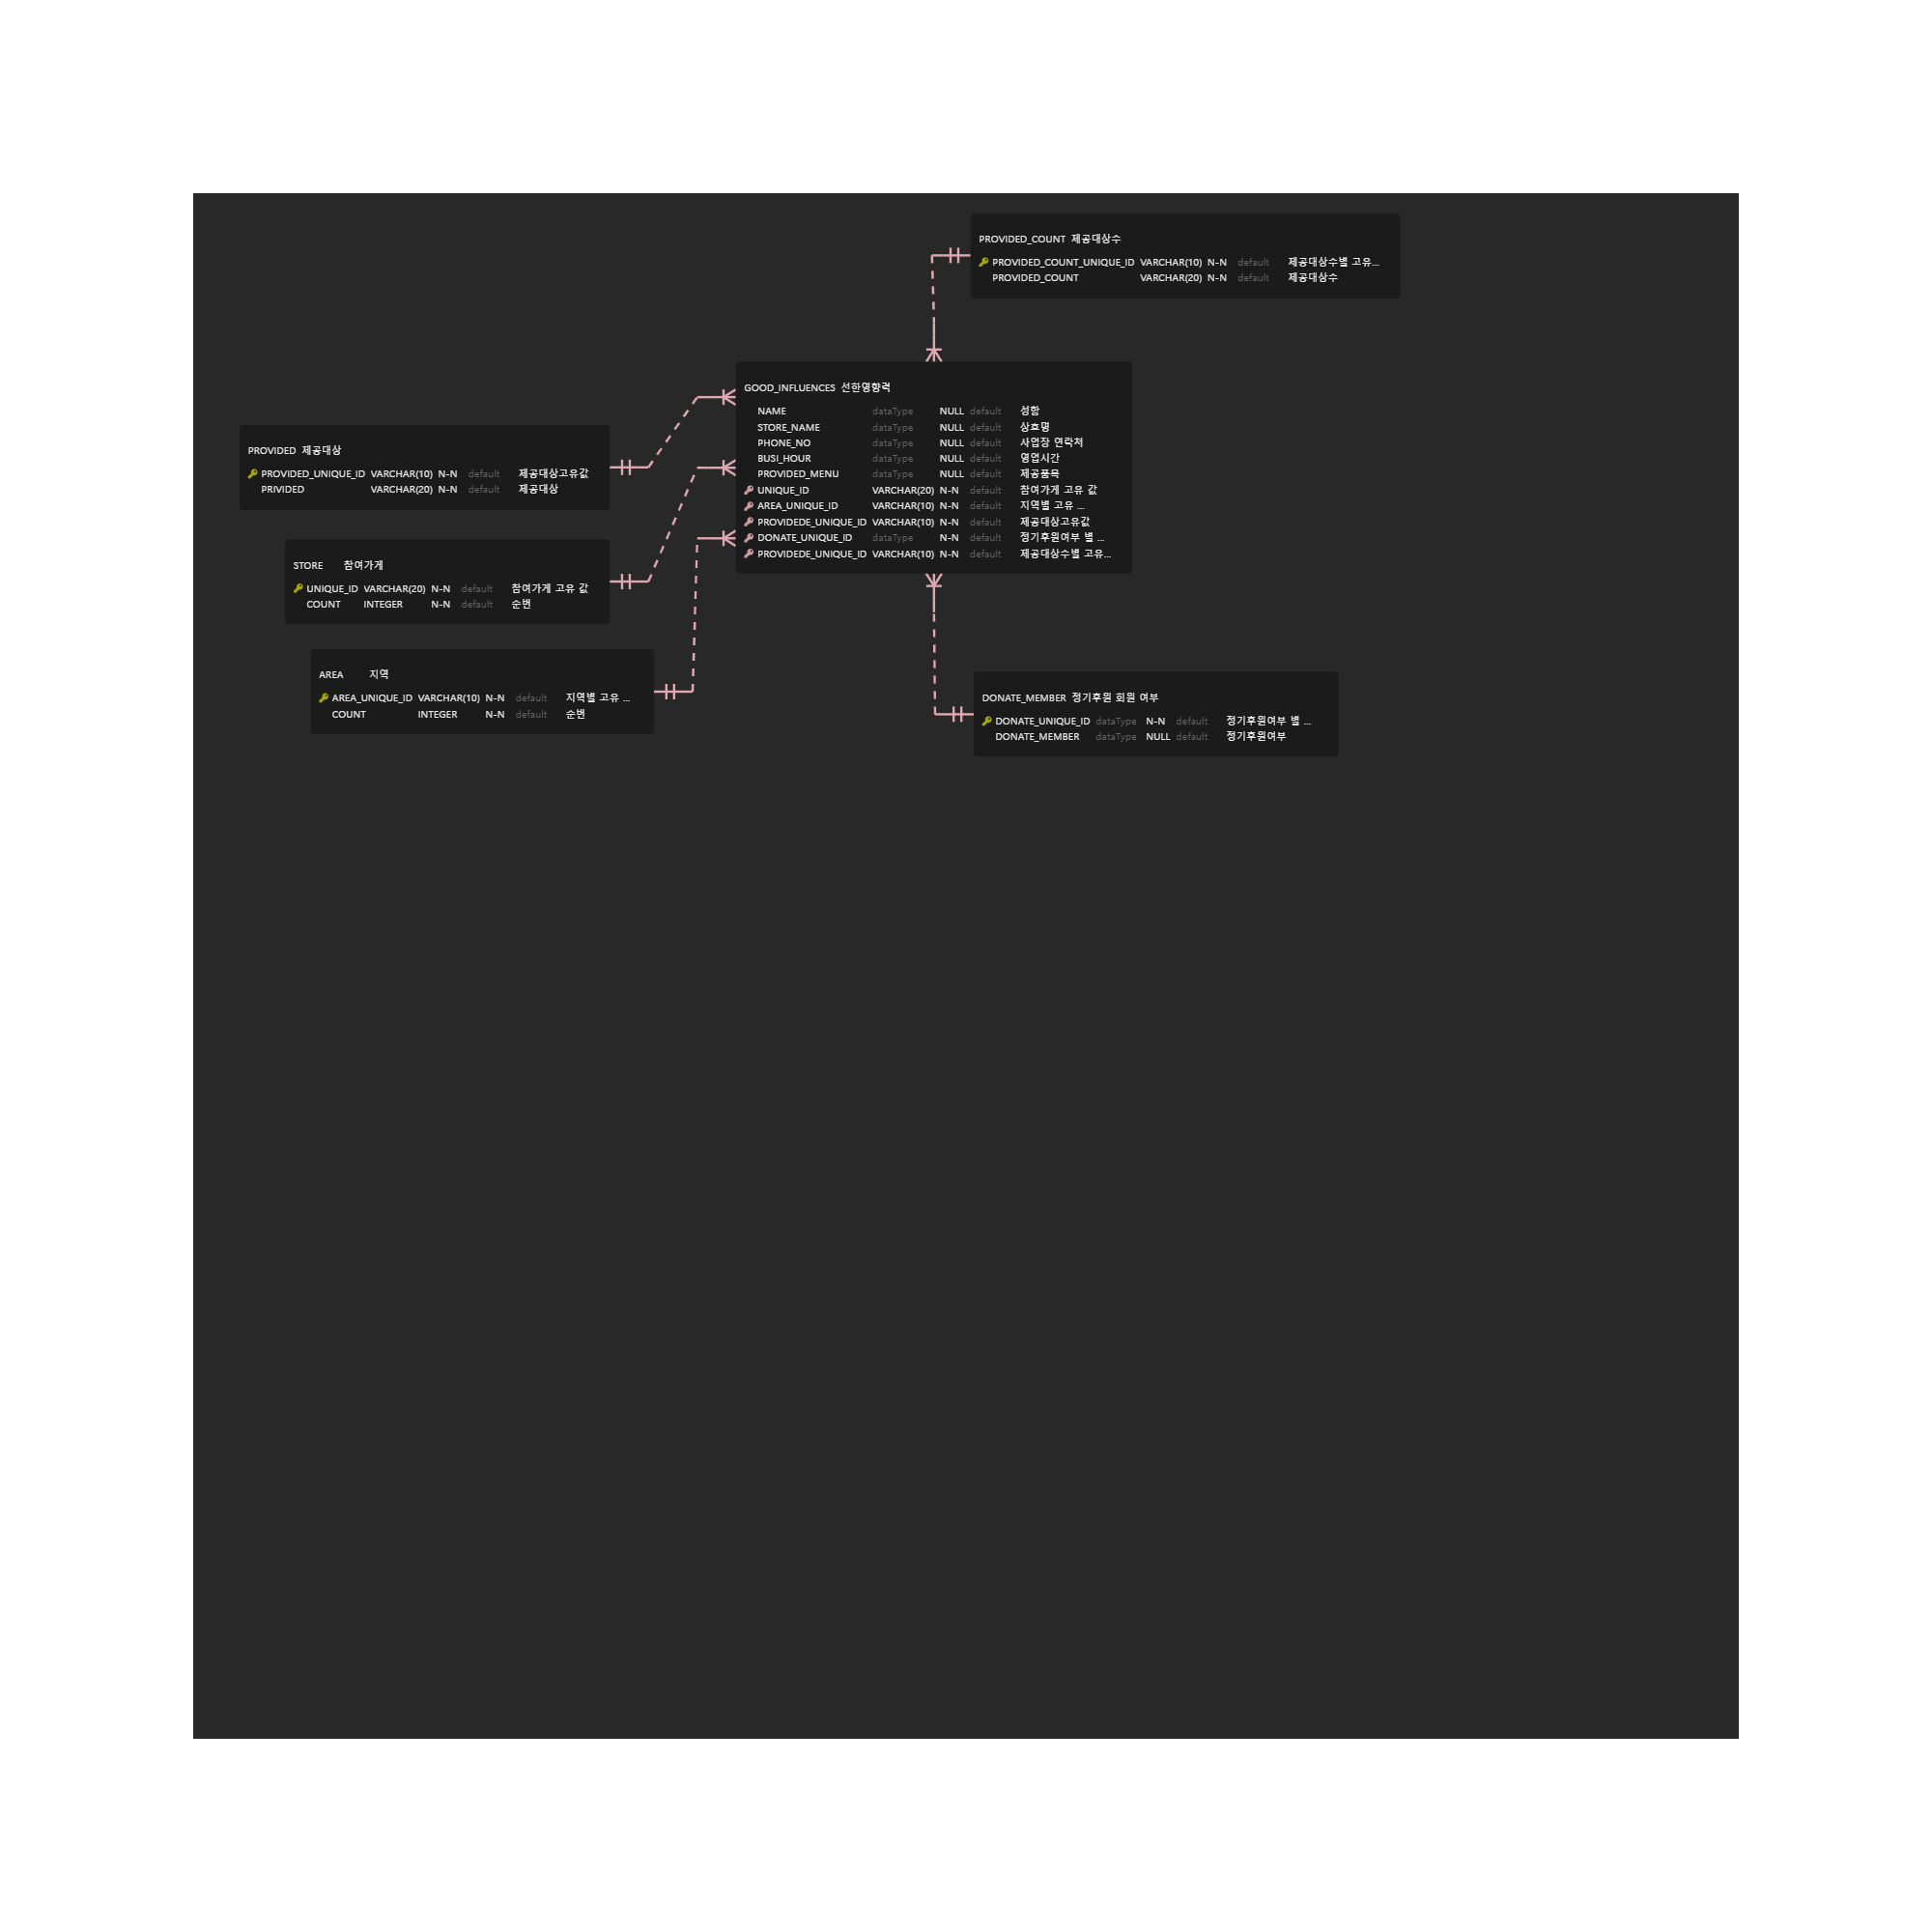 PROVIDED_COUNT 제공대상수
PROVIDED_COUNT_UNIQUE_ID VARCHAR(10) N-N default 제공대상수별 고유...
PROVIDED_COUNT VARCHAR(20) N-N default 제공대상수
GOOD_INFLUENCES 선한영향력
NAME dataType NULL default 성함
STORE_NAME dataType NULL default 상호명
PHONE_NO dataType NULL default 사업장 연락처
BUSI_HOUR dataType NULL default 영업시간
PROVIDED_MENU dataType NULL default 제공품목
UNIQUE_ID VARCHAR(20) N-N default 참여가게 고유 값
AREA_UNIQUE_ID VARCHAR(10) N-N default 지역별 고유 ...
PROVIDEDE_UNIQUE_ID VARCHAR(10) N-N default 제공대상고유값
DONATE_UNIQUE_ID dataType N-N default 정기후원여부 별 ...
PROVIDEDE_UNIQUE_ID VARCHAR(10) N-N default 제공대상수별 고유...
PROVIDED 제공대상
PROVIDED_UNIQUE_ID VARCHAR(10) N-N default 제공대상고유값
PRIVIDED VARCHAR(20) N-N default 제공대상
STORE 참여가게
UNIQUE_ID VARCHAR(20) N-N default 참여가게 고유 값
COUNT INTEGER N-N default 순번
AREA 지역
AREA_UNIQUE_ID VARCHAR(10) N-N default 지역별 고유 ...
COUNT INTEGER N-N default 순번
DONATE_MEMBER 정기후원 회원 여부
DONATE_UNIQUE_ID dataType N-N default 정기후원여부 별 ...
DONATE_MEMBER dataType NULL default 정기후원여부